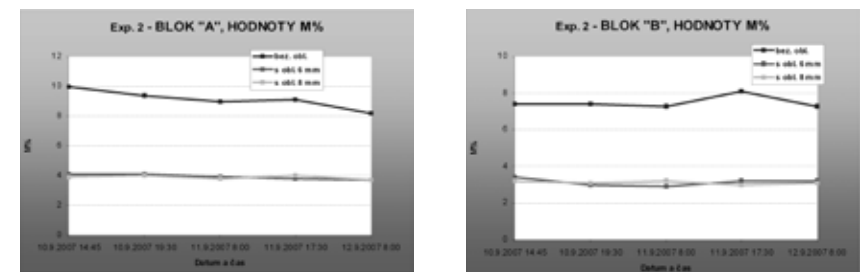 Exp. 2 - BLOK "A", HODNOTY M%
12
10
8
6
4
2
0
M%
bez. obl.
s obl. 6 mm
s obl. 8 mm
10.9.2007 14:45 10.9.2007 19:30 11.9.2007 8:00 11.9.2007 17:30 12.9.2007 8:00
Datum a čas
Exp. 2 - BLOK "B", HODNOTY M%
10
8
6
4
2
0
M%
bez. obl.
s obl. 6 mm
s obl. 8 mm
10.9.2007 14:45 10.9.2007 19:30 11.9.2007 8:00 11.9.2007 17:30 12.9.2007 8:00
Datum a čas